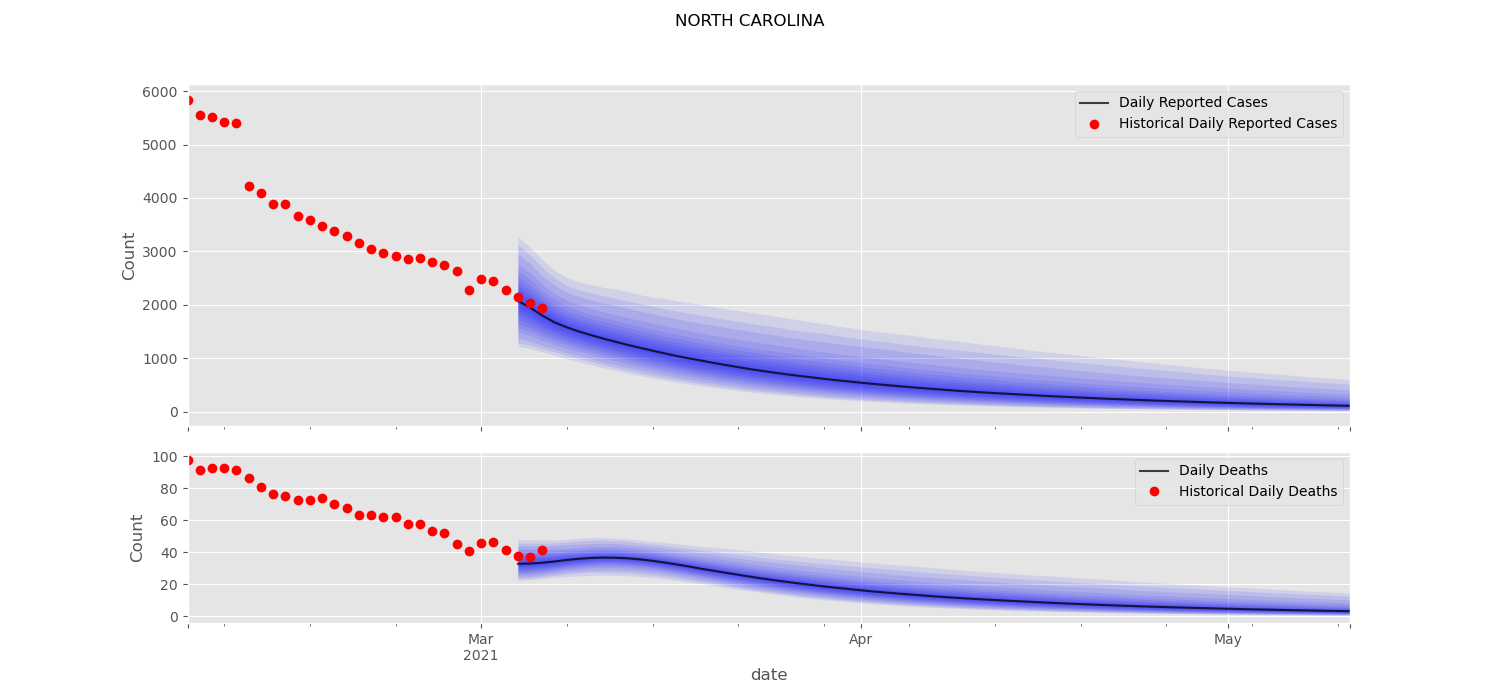 NORTH CAROLINA
6000
5000
4000
3000
2000
1000
0
Count
Daily Reported Cases
Historical Daily Reported Cases
100
80
60
40
20
0
Count
Daily Deaths
Historical Daily Deaths
Mar
2021
Apr
May
date